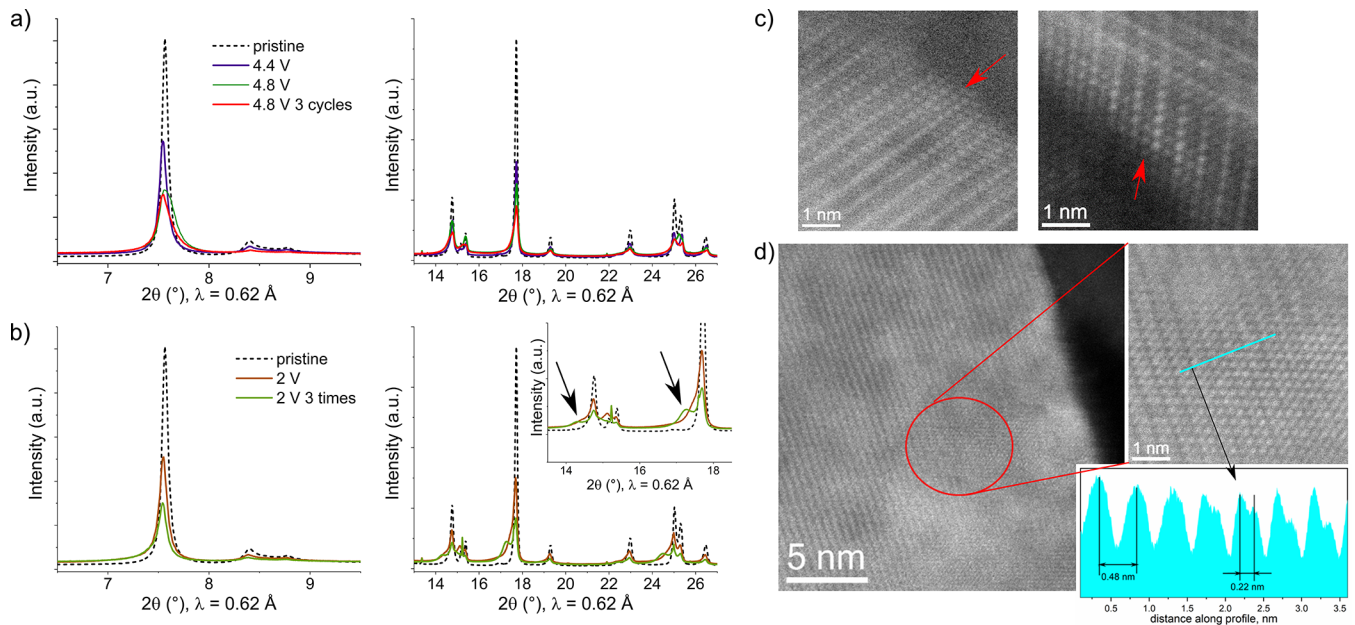 a)
Intensity (a.u.)
pristine
4.4 V
4.8 V
4.8 V 3 cycles
7
8
9
2θ (°), λ = 0.62 Å
Intensity (a.u.)
14 16 18 20 22 24 26
2θ (°), λ = 0.62 Å
b)
Intensity (a.u.)
pristine
2 V
2 V 3 times
7
8
9
2θ (°), λ = 0.62 Å
Intensity (a.u.)
14 16 18 20 22 24 26
2θ (°), λ = 0.62 Å
Intensity (a.u.)
14 16 17 18
2θ (°), λ = 0.62 Å
c)
1 nm
1 nm
d)
5 nm
1 nm
0.48 nm
0.22 nm
0.5 1.0 1.5 2.0 2.5 3.0 3.5
distance along profile, nm